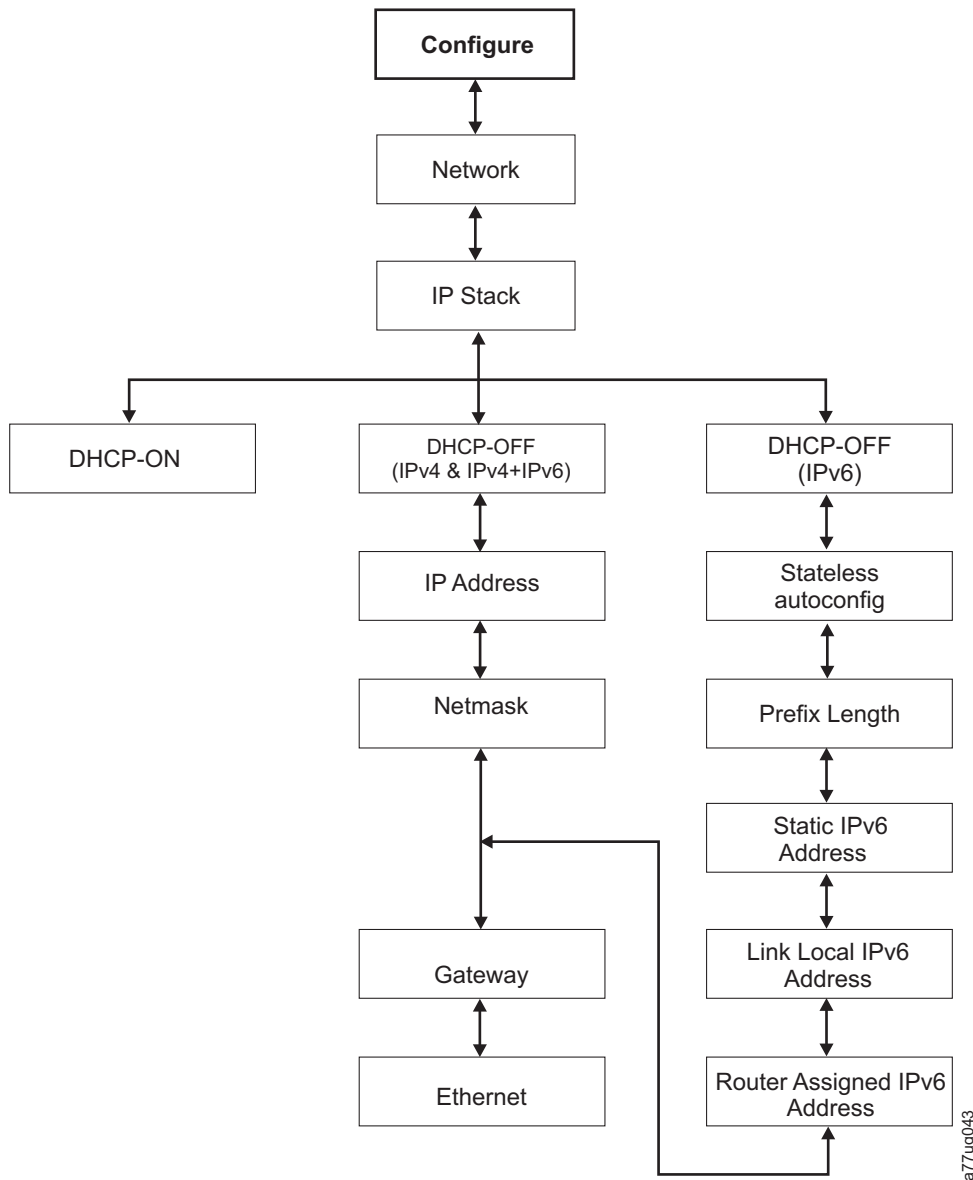 Configure
Network
IP Stack
DHCP-ON
DHCP-OFF
(IPv4 & IPv4+IPv6)
DHCP-OFF
(IPv6)
IP Address
Stateless
autoconfig
Netmask
Prefix Length
Static IPv6
Address
Gateway
Link Local IPv6
Address
Ethernet
Router Assigned IPv6
Address
a77ug043